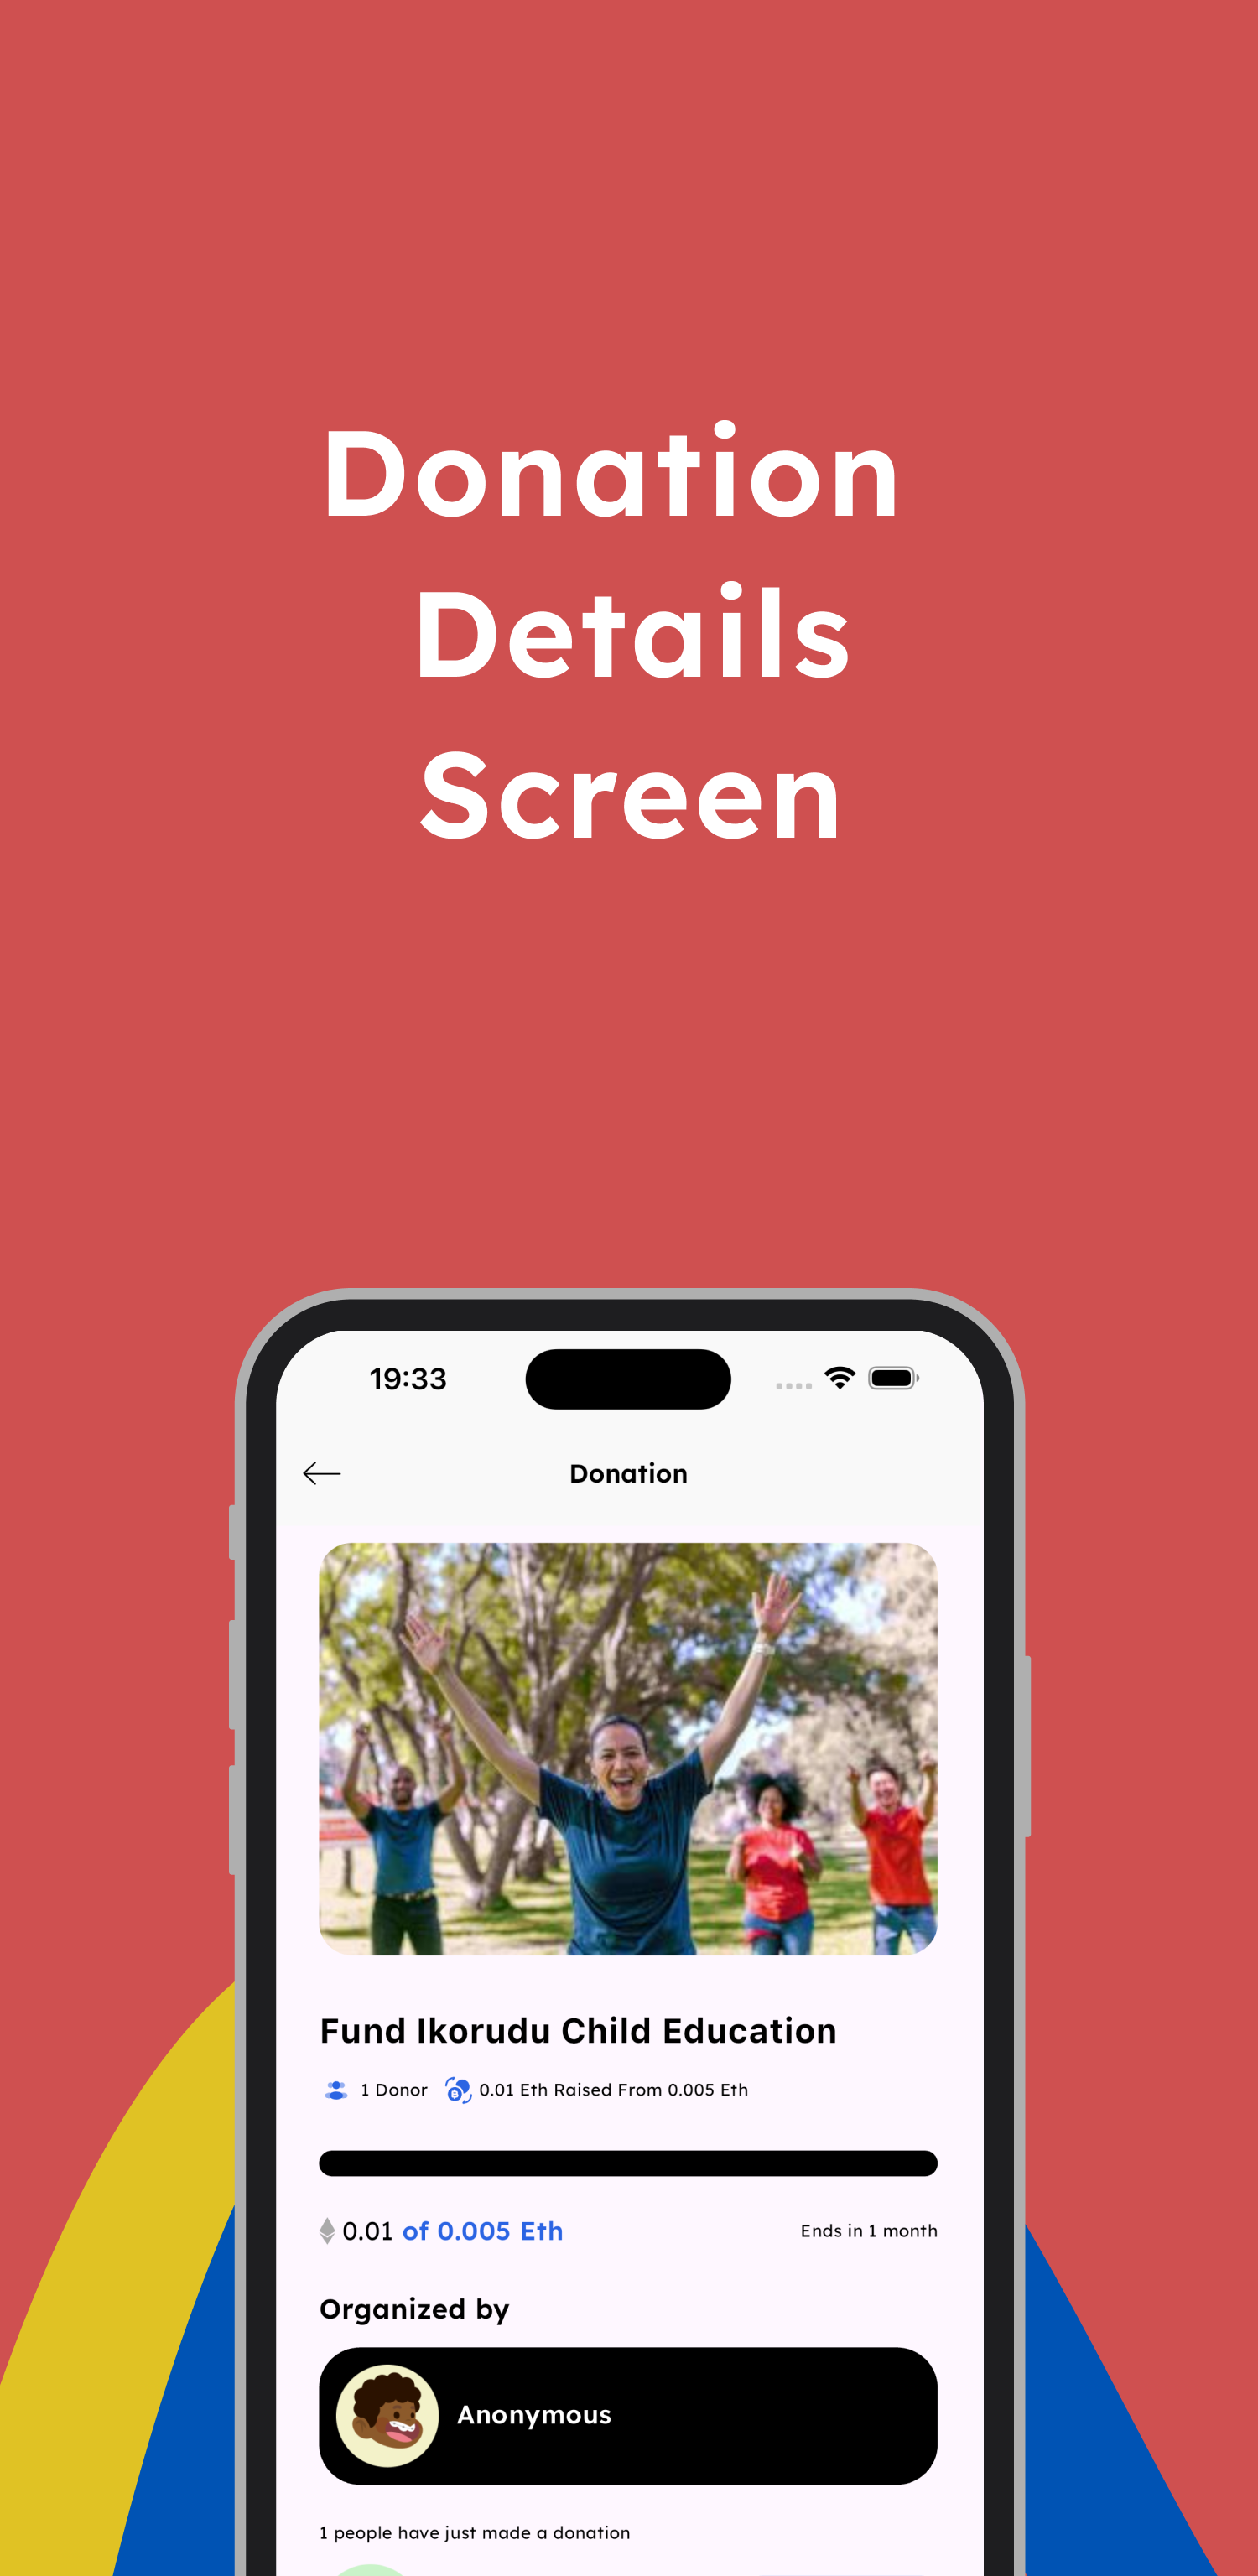 Donation
Details
Screen
19:33
Donation
Fund Ikorudu Child Education
1 Donor 0.01 Eth Raised From 0.005 Eth
0.01 of 0.005 Eth Ends in 1 month
Organized by
Anonymous
1 people have just made a donation